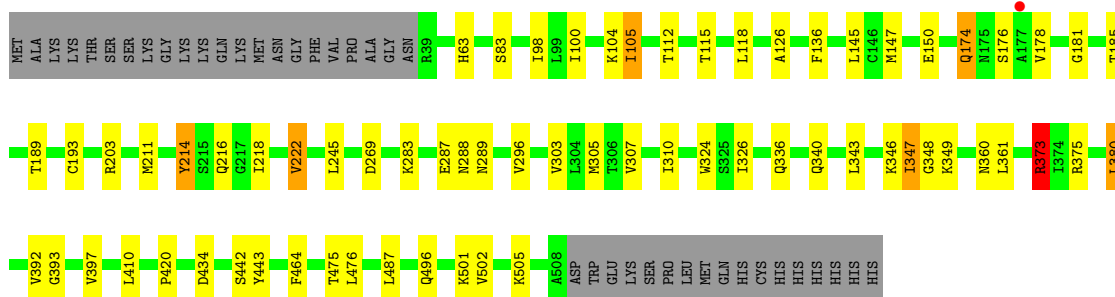 MET ALA LYS LYS THR SER SER LYS GLY LYS LYS GLN LYS MET ASN GLY PHE VAL PRO ALA GLY ASN R39 H63 S83 I98 L99 I100 K104 I105 T112 T115 L118 A126 F136 L145 C146 M147 E150 Q174 N175 S176 A177 V178 G181 T185
T189 C193 R203 M211 Y214 S215 Q216 G217 I218 V222 L245 D269 K283 E287 N288 N289 V296 V303 L304 M305 T306 V307 I310 W324 S325 I326 Q336 Q340 L343 K346 I347 G348 K349 N360 L361 R373 I374 R375 L380
V392 G393 V397 L410 P420 D434 S442 Y443 F464 T475 L476 L487 Q496 K501 V502 K505 A508 ASP TRP GLU LYS SER PRO LEU MET GLN HIS CYS HIS HIS HIS HIS HIS HIS